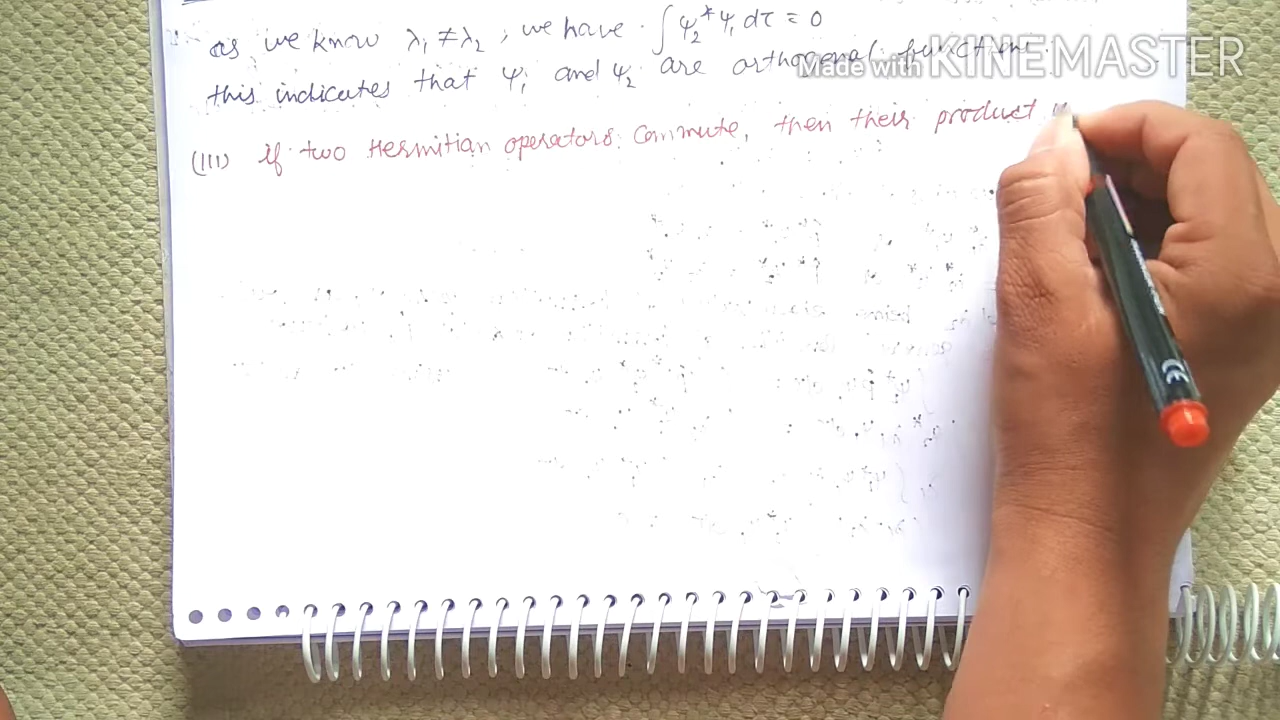 as we know λ₁ ≠ λ₂, we have ∫ψ₂* ψ₁ dτ = 0
this indicates that ψ₁ and ψ₂ are orthogonal functions.
Made with KINEMASTER
(III) If two Hermitian operators commute, then their product